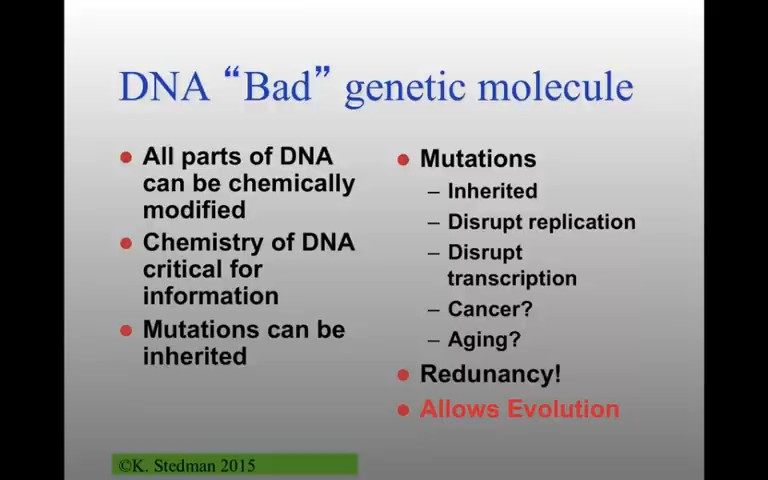 DNA “Bad” genetic molecule
● All parts of DNA
can be chemically
modified
● Chemistry of DNA
critical for
information
● Mutations can be
inherited
● Mutations
– Inherited
– Disrupt replication
– Disrupt
transcription
– Cancer?
– Aging?
● Redunancy!
● Allows Evolution
©K. Stedman 2015